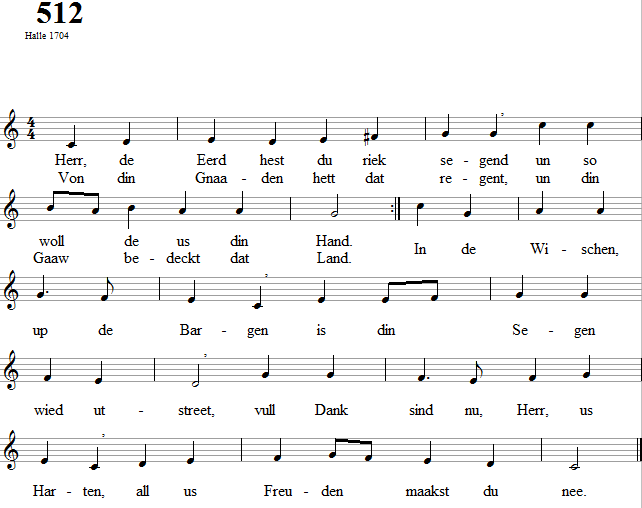 512
Halle 1704
Herr, de Eerd hest du riek se - gend un so
Von din Gnaa - den hett dat re - gent, un din
woll de us din Hand.
Gaaw be - deckt dat Land.
In de Wi - schen,
up de Bar - gen is din Se - gen
wied ut - street, vull Dank sind nu, Herr, us
Har - ten, all us Freu - den maakst du nee.